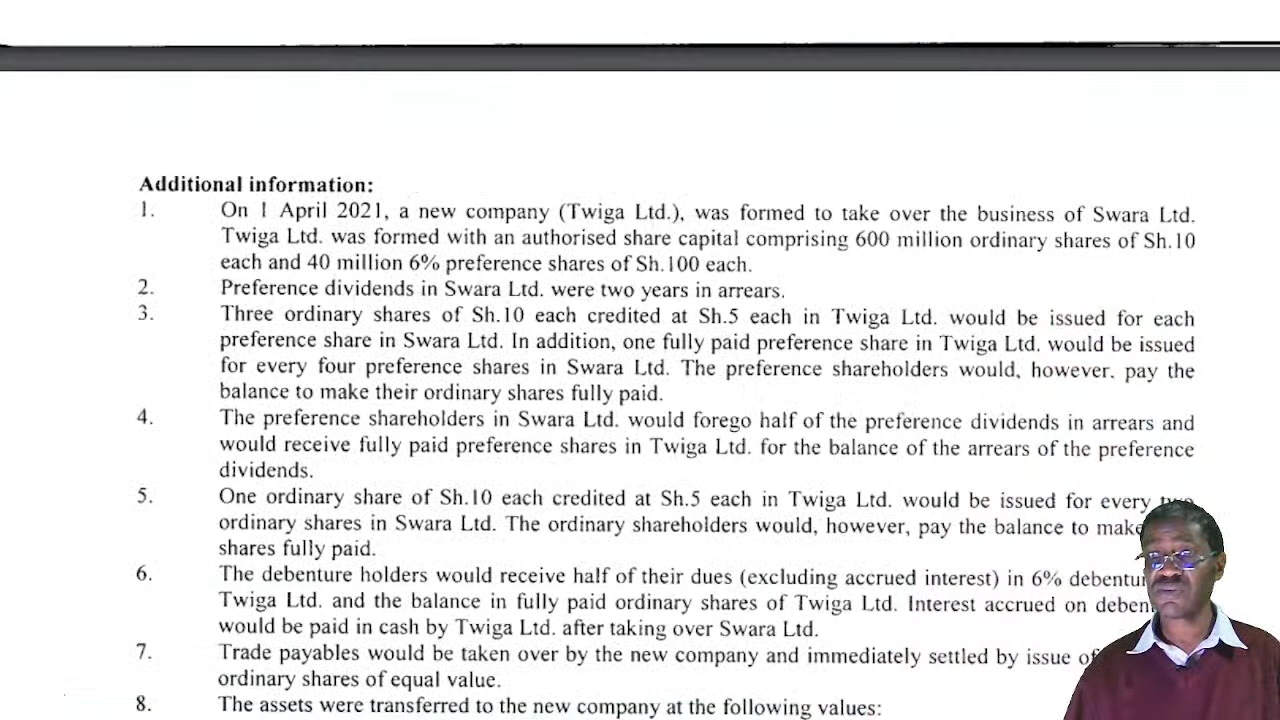 Additional information:
1. On 1 April 2021, a new company (Twiga Ltd.), was formed to take over the business of Swara Ltd.
Twiga Ltd. was formed with an authorised share capital comprising 600 million ordinary shares of Sh.10
each and 40 million 6% preference shares of Sh.100 each.
2. Preference dividends in Swara Ltd. were two years in arrears.
3. Three ordinary shares of Sh.10 each credited at Sh.5 each in Twiga Ltd. would be issued for each
preference share in Swara Ltd. In addition, one fully paid preference share in Twiga Ltd. would be issued
for every four preference shares in Swara Ltd. The preference shareholders would, however, pay the
balance to make their ordinary shares fully paid.
4. The preference shareholders in Swara Ltd. would forego half of the preference dividends in arrears and
would receive fully paid preference shares in Twiga Ltd. for the balance of the arrears of the preference
dividends.
5. One ordinary share of Sh.10 each credited at Sh.5 each in Twiga Ltd. would be issued for every two
ordinary shares in Swara Ltd. The ordinary shareholders would, however, pay the balance to make
shares fully paid.
6. The debenture holders would receive half of their dues (excluding accrued interest) in 6%
Twiga Ltd. and the balance in fully paid ordinary shares of Twiga Ltd. Interest accrued on
would be paid in cash by Twiga Ltd. after taking over Swara Ltd.
7. Trade payables would be taken over by the new company and immediately settled by issue of
ordinary shares of equal value.
8. The assets were transferred to the new company at the following values: